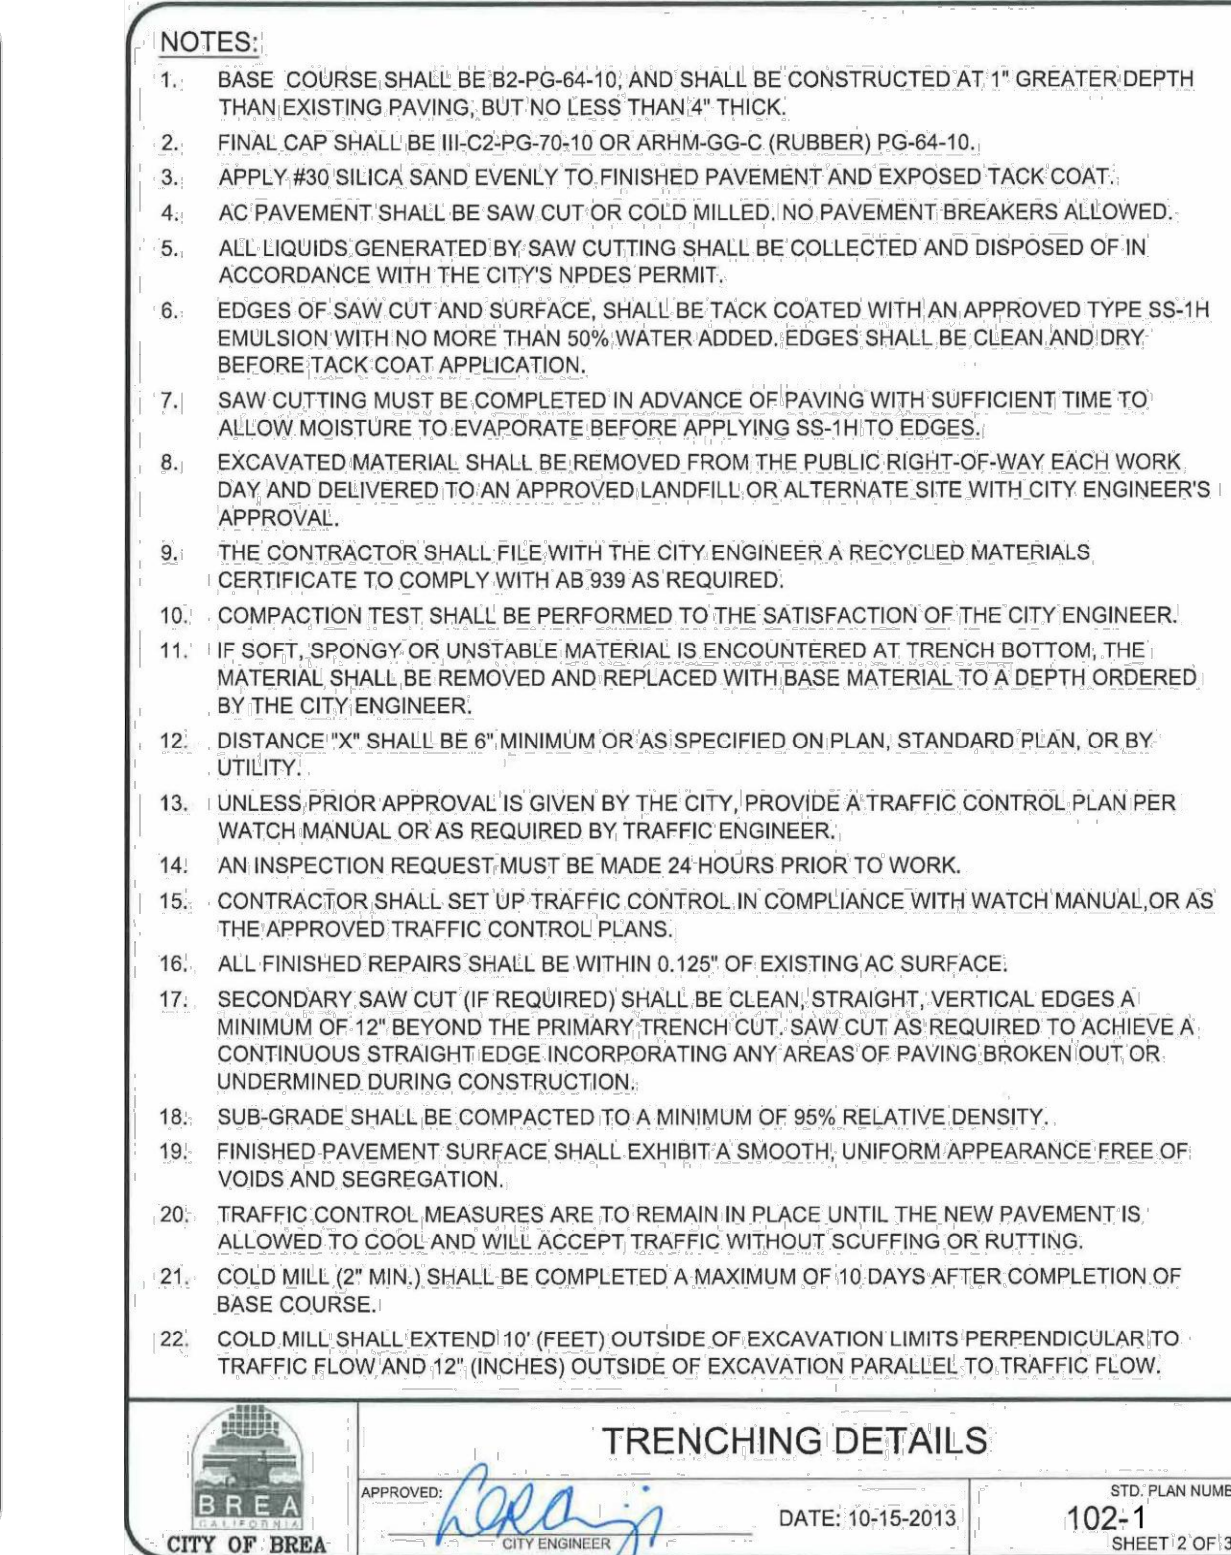 NOTES:
1. BASE COURSE SHALL BE B2-PG-64-10, AND SHALL BE CONSTRUCTED AT 1" GREATER DEPTH
THAN EXISTING PAVING, BUT NO LESS THAN 4" THICK.
2. FINAL CAP SHALL BE III-C2-PG-70-10 OR ARHM-GG-C (RUBBER) PG-64-10.
3. APPLY #30 SILICA SAND EVENLY TO FINISHED PAVEMENT AND EXPOSED TACK COAT.
4. AC PAVEMENT SHALL BE SAW CUT OR COLD MILLED. NO PAVEMENT BREAKERS ALLOWED.
5. ALL LIQUIDS GENERATED BY SAW CUTTING SHALL BE COLLECTED AND DISPOSED OF IN
ACCORDANCE WITH THE CITY'S NPDES PERMIT.
6. EDGES OF SAW CUT AND SURFACE, SHALL BE TACK COATED WITH AN APPROVED TYPE SS-1H
EMULSION WITH NO MORE THAN 50% WATER ADDED. EDGES SHALL BE CLEAN AND DRY
BEFORE TACK COAT APPLICATION.
7. SAW CUTTING MUST BE COMPLETED IN ADVANCE OF PAVING WITH SUFFICIENT TIME TO
ALLOW MOISTURE TO EVAPORATE BEFORE APPLYING SS-1H TO EDGES.
8. EXCAVATED MATERIAL SHALL BE REMOVED FROM THE PUBLIC RIGHT-OF-WAY EACH WORK
DAY AND DELIVERED TO AN APPROVED LANDFILL OR ALTERNATE SITE WITH CITY ENGINEER'S
APPROVAL.
9. THE CONTRACTOR SHALL FILE WITH THE CITY ENGINEER A RECYCLED MATERIALS
CERTIFICATE TO COMPLY WITH AB 939 AS REQUIRED.
10. COMPACTION TEST SHALL BE PERFORMED TO THE SATISFACTION OF THE CITY ENGINEER.
11. IF SOFT, SPONGY OR UNSTABLE MATERIAL IS ENCOUNTERED AT TRENCH BOTTOM, THE
MATERIAL SHALL BE REMOVED AND REPLACED WITH BASE MATERIAL TO A DEPTH ORDERED
BY THE CITY ENGINEER.
12. DISTANCE "X" SHALL BE 6" MINIMUM OR AS SPECIFIED ON PLAN, STANDARD PLAN, OR BY
UTILITY.
13. UNLESS PRIOR APPROVAL IS GIVEN BY THE CITY, PROVIDE A TRAFFIC CONTROL PLAN PER
WATCH MANUAL OR AS REQUIRED BY TRAFFIC ENGINEER.
14. AN INSPECTION REQUEST MUST BE MADE 24 HOURS PRIOR TO WORK.
15. CONTRACTOR SHALL SET UP TRAFFIC CONTROL IN COMPLIANCE WITH WATCH MANUAL OR AS
THE APPROVED TRAFFIC CONTROL PLANS.
16. ALL FINISHED REPAIRS SHALL BE WITHIN 0.125" OF EXISTING AC SURFACE.
17. SECONDARY SAW CUT (IF REQUIRED) SHALL BE CLEAN, STRAIGHT, VERTICAL EDGES A
MINIMUM OF 12" BEYOND THE PRIMARY TRENCH CUT. SAW CUT AS REQUIRED TO ACHIEVE A
CONTINUOUS STRAIGHT EDGE INCORPORATING ANY AREAS OF PAVING BROKEN OUT OR
UNDERMINED DURING CONSTRUCTION.
18. SUB-GRADE SHALL BE COMPACTED TO A MINIMUM OF 95% RELATIVE DENSITY.
19. FINISHED PAVEMENT SURFACE SHALL EXHIBIT A SMOOTH, UNIFORM APPEARANCE FREE OF
VOIDS AND SEGREGATION.
20. TRAFFIC CONTROL MEASURES ARE TO REMAIN IN PLACE UNTIL THE NEW PAVEMENT IS
ALLOWED TO COOL AND WILL ACCEPT TRAFFIC WITHOUT SCUFFING OR RUTTING.
21. COLD MILL (2" MIN.) SHALL BE COMPLETED A MAXIMUM OF 10 DAYS AFTER COMPLETION OF
BASE COURSE.
22. COLD MILL SHALL EXTEND 10' (FEET) OUTSIDE OF EXCAVATION LIMITS PERPENDICULAR TO
TRAFFIC FLOW AND 12" (INCHES) OUTSIDE OF EXCAVATION PARALLEL TO TRAFFIC FLOW.
BREA
CALIFORNIA
CITY OF BREA
TRENCHING DETAILS
APPROVED:
CITY ENGINEER
DATE: 10-15-2013
STD. PLAN NUMBE
102-1
SHEET 2 OF 3